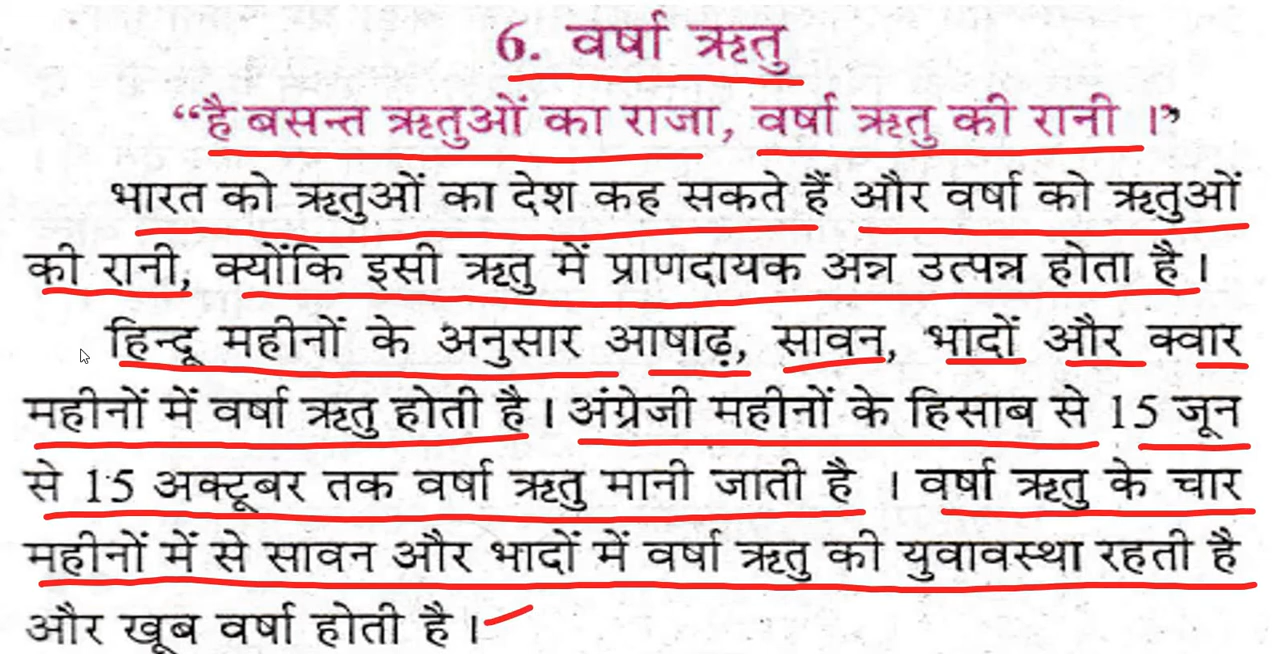 6. वर्षा ऋतु
“है बसन्त ऋतुओं का राजा, वर्षा ऋतु की रानी ।”
भारत को ऋतुओं का देश कह सकते हैं और वर्षा को ऋतुओं
की रानी, क्योंकि इसी ऋतु में प्राणदायक अन्न उत्पन्न होता है ।
हिन्दू महीनों के अनुसार आषाढ़, सावन, भादों और क्वार
महीनों में वर्षा ऋतु होती है । अंग्रेजी महीनों के हिसाब से 15 जून
से 15 अक्टूबर तक वर्षा ऋतु मानी जाती है । वर्षा ऋतु के चार
महीनों में से सावन और भादों में वर्षा ऋतु की युवावस्था रहती है
और खूब वर्षा होती है ।